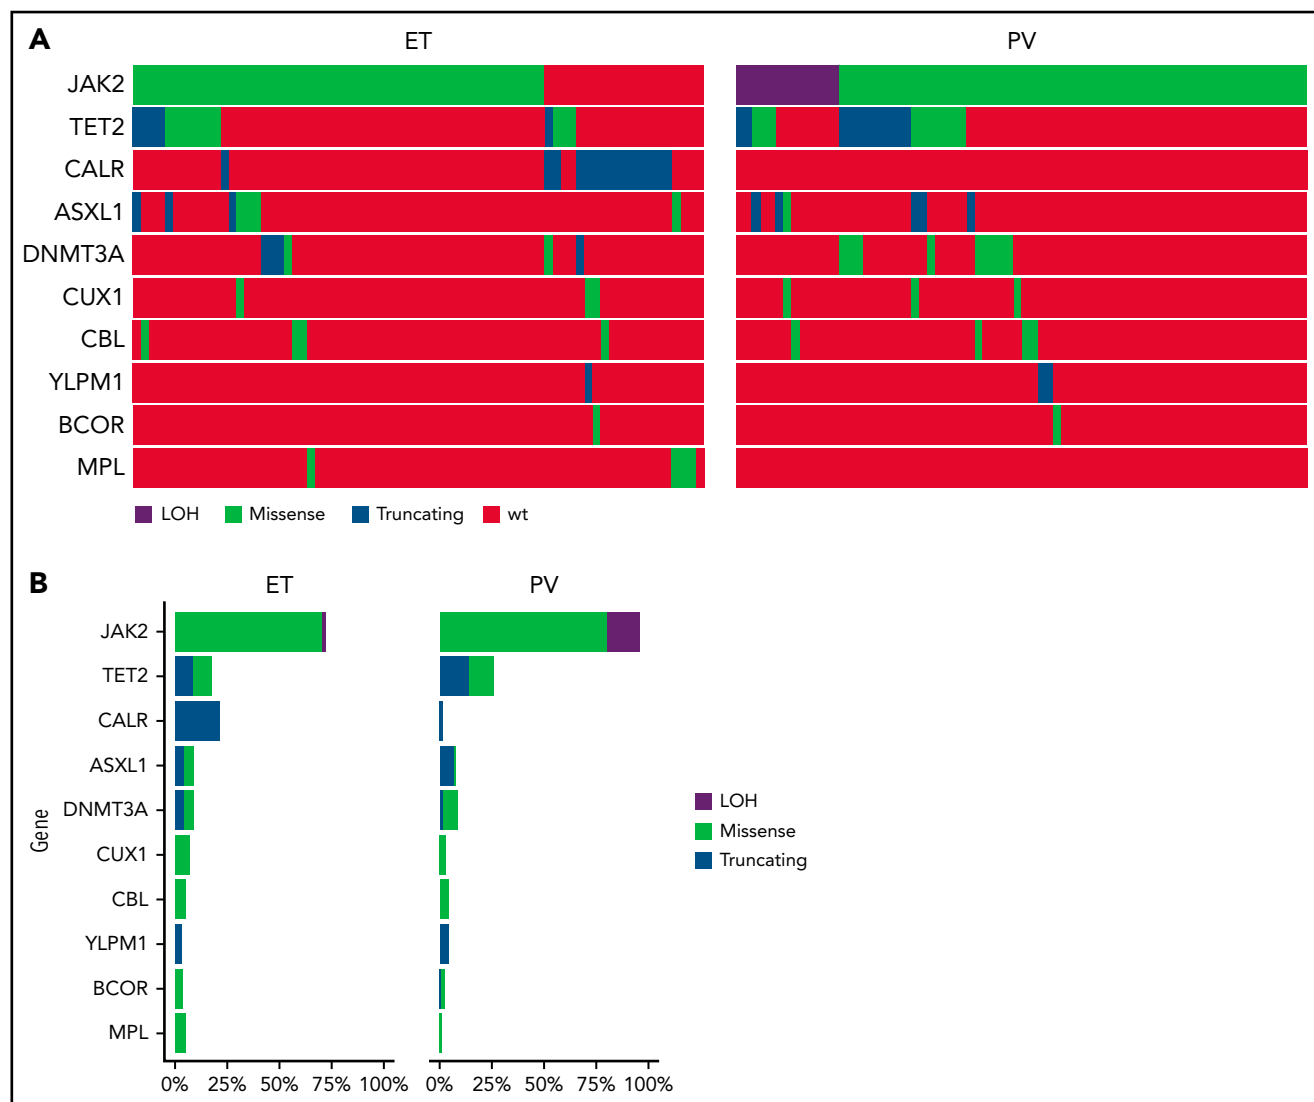 A
ET
PV
JAK2
TET2
CALR
ASXL1
DNMT3A
CUX1
CBL
YLPM1
BCOR
MPL
LOH Missense Truncating wt
B
ET
PV
Gene
JAK2
TET2
CALR
ASXL1
DNMT3A
CUX1
CBL
YLPM1
BCOR
MPL
0% 25% 50% 75% 100%
0% 25% 50% 75% 100%
LOH
Missense
Truncating